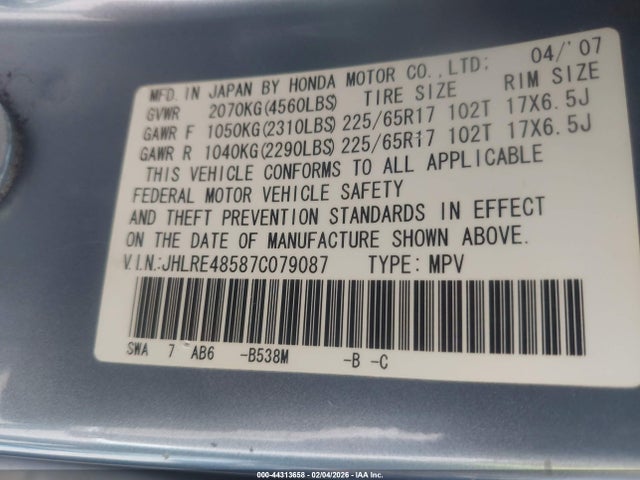 MFD. IN JAPAN BY HONDA MOTOR CO.,LTD; 04/'07
GVWR 2070KG(4560LBS) TIRE SIZE RIM SIZE
GAWR F 1050KG(2310LBS) 225/65R17 102T 17X6.5J
GAWR R 1040KG(2290LBS) 225/65R17 102T 17X6.5J
THIS VEHICLE CONFORMS TO ALL APPLICABLE
FEDERAL MOTOR VEHICLE SAFETY
AND THEFT PREVENTION STANDARDS IN EFFECT
ON THE DATE OF MANUFACTURE SHOWN ABOVE.
V.I.N.:JHLRE48587C079087 TYPE: MPV
SWA 7 AB6 -B538M -B -C
000-44313658 - 02/04/2026 - IAA Inc.